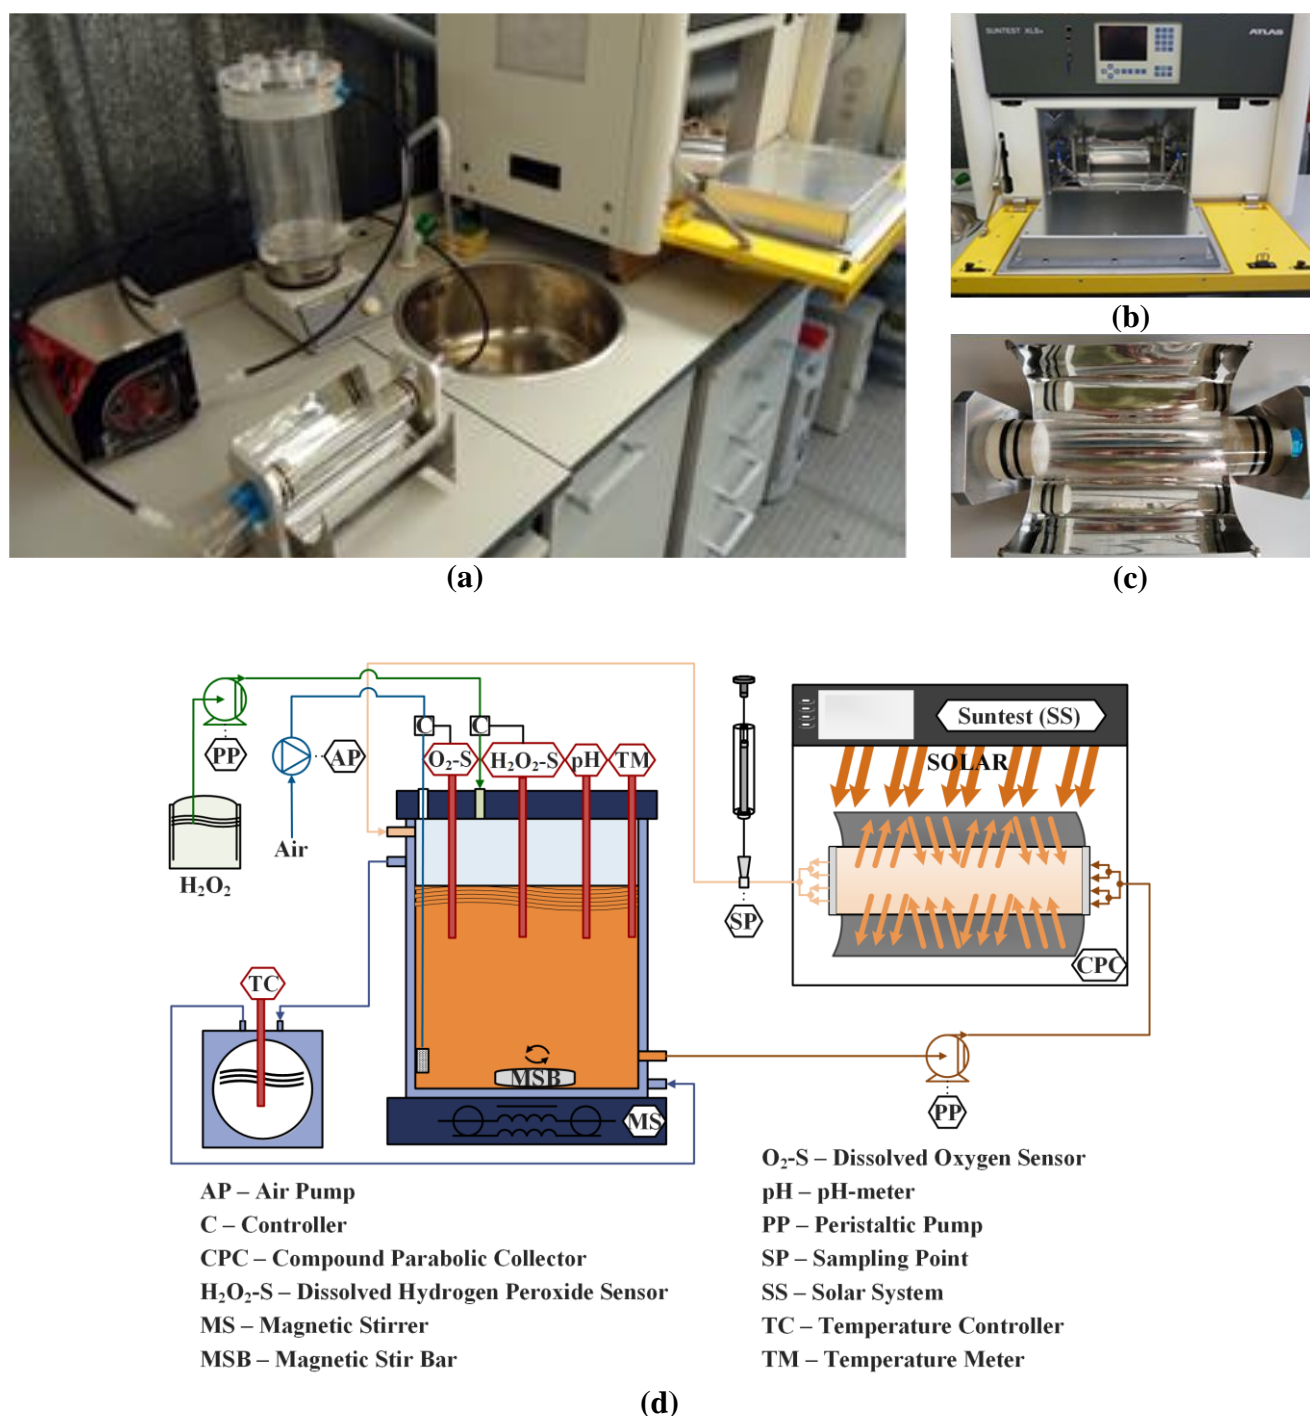 SUNTEST XLS+
ATLAS
(a)
(b)
(c)
PP
AP
C
C
O₂-S
H₂O₂-S
pH
TM
Suntest (SS)
SOLAR
H₂O₂
Air
SP
CPC
TC
MSB
MS
PP
AP – Air Pump
C – Controller
CPC – Compound Parabolic Collector
H₂O₂-S – Dissolved Hydrogen Peroxide Sensor
MS – Magnetic Stirrer
MSB – Magnetic Stir Bar
O₂-S – Dissolved Oxygen Sensor
pH – pH-meter
PP – Peristaltic Pump
SP – Sampling Point
SS – Solar System
TC – Temperature Controller
TM – Temperature Meter
(d)